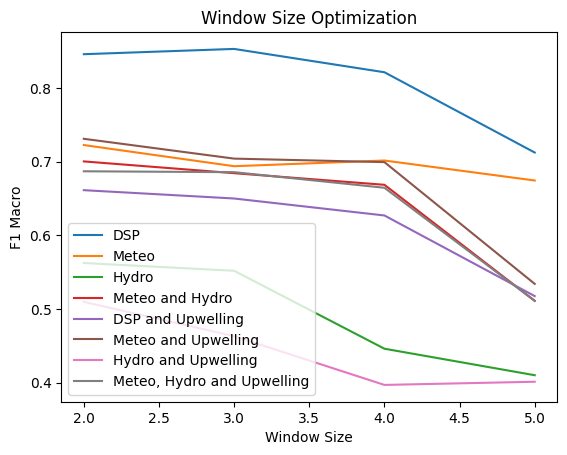 Window Size Optimization
F1 Macro
0.8
0.7
0.6
0.5
0.4
DSP
Meteo
Hydro
Meteo and Hydro
DSP and Upwelling
Meteo and Upwelling
Hydro and Upwelling
Meteo, Hydro and Upwelling
2.0 2.5 3.0 3.5 4.0 4.5 5.0
Window Size